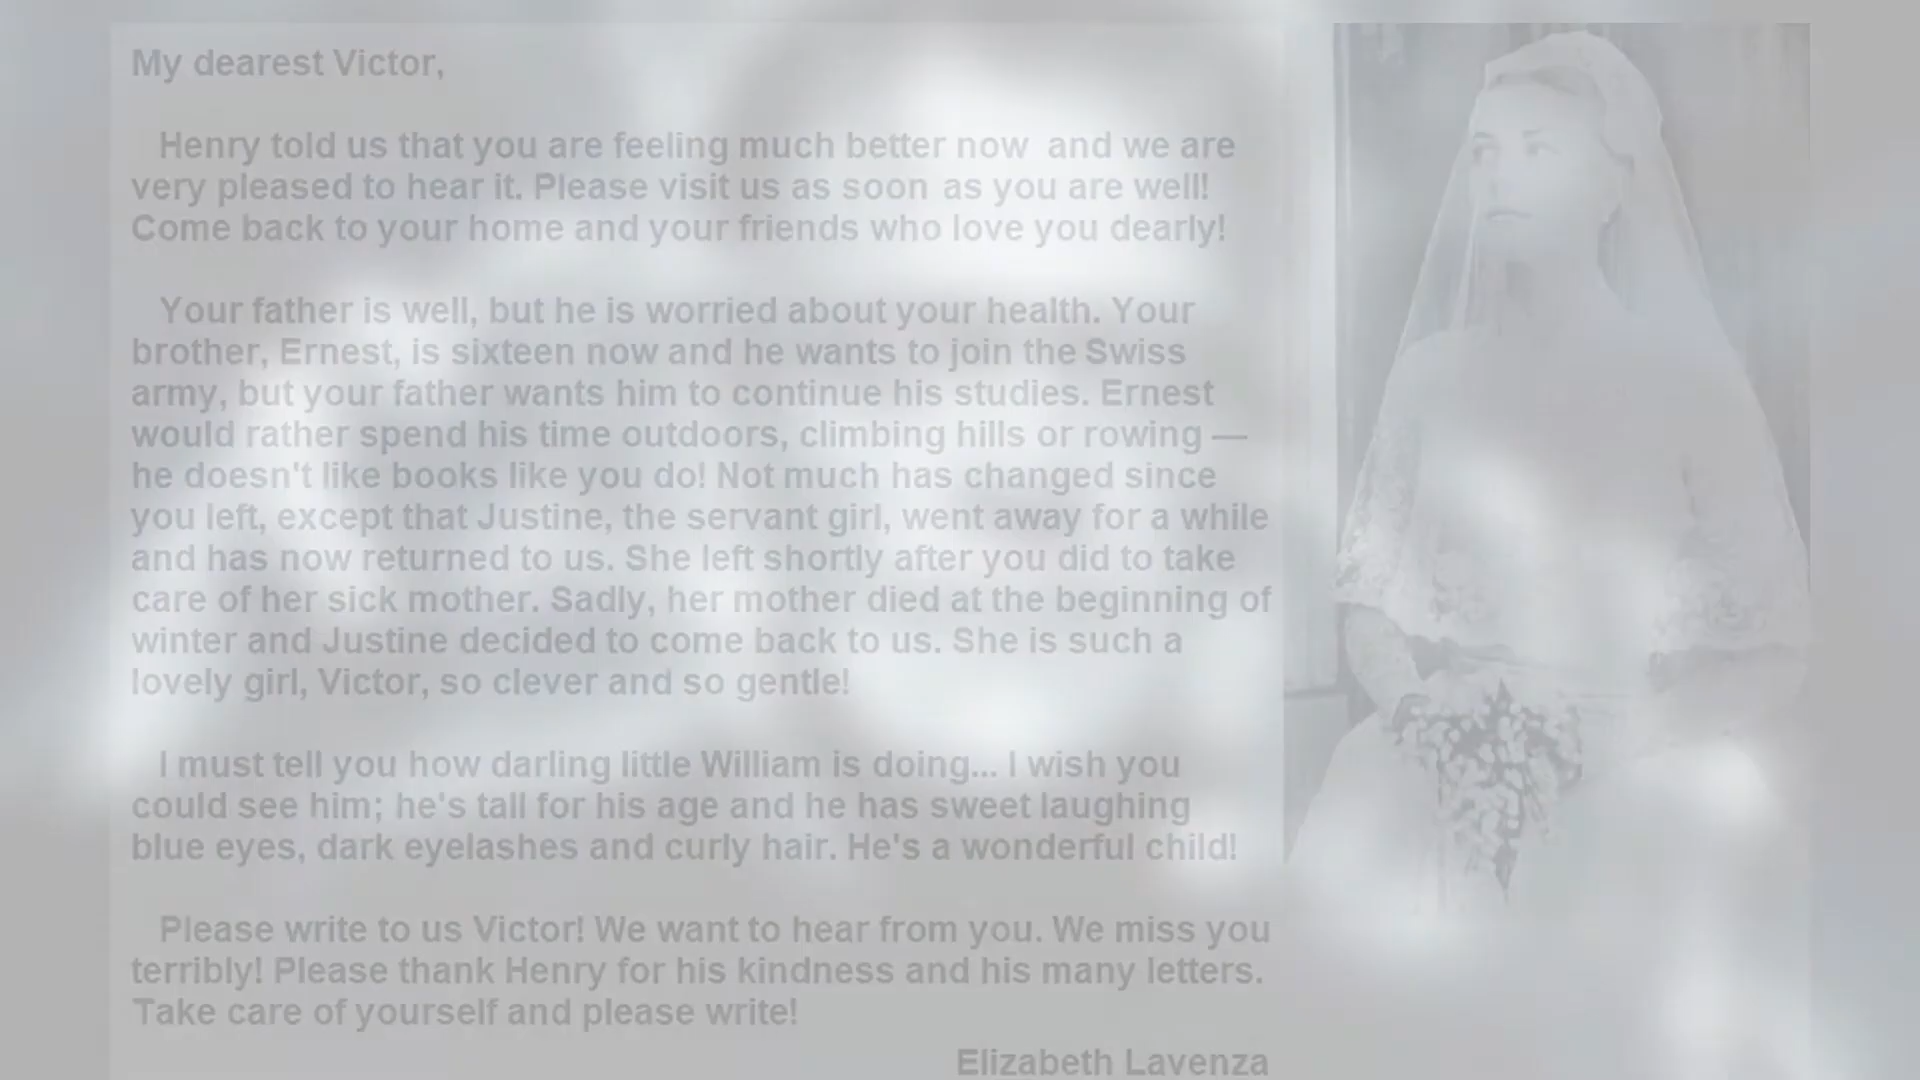 My dearest Victor,
Henry told us that you are feeling much better now and we are
very pleased to hear it. Please visit us as soon as you are well!
Come back to your home and your friends who love you dearly!
Your father is well, but he is worried about your health. Your
brother, Ernest, is sixteen now and he wants to join the Swiss
army, but your father wants him to continue his studies. Ernest
would rather spend his time outdoors, climbing hills or rowing —
he doesn't like books like you do! Not much has changed since
you left, except that Justine, the servant girl, went away for a while
and has now returned to us. She left shortly after you did to take
care of her sick mother. Sadly, her mother died at the beginning of
winter and Justine decided to come back to us. She is such a
lovely girl, Victor, so clever and so gentle!
I must tell you how darling little William is doing... I wish you
could see him; he's tall for his age and he has sweet laughing
blue eyes, dark eyelashes and curly hair. He's a wonderful child!
Please write to us Victor! We want to hear from you. We miss you
terribly! Please thank Henry for his kindness and his many letters.
Take care of yourself and please write!
Elizabeth Lavenza